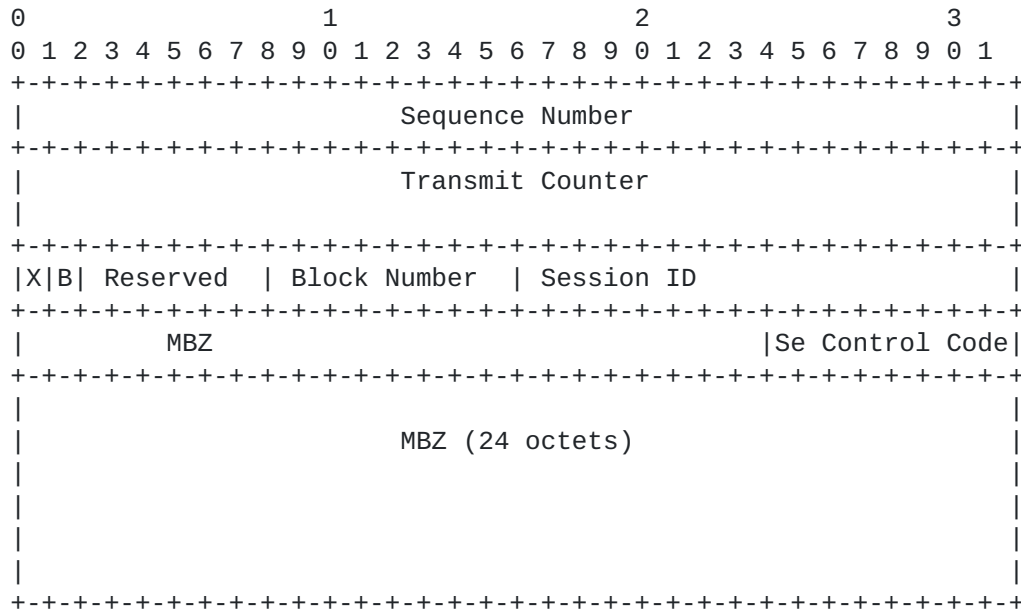 0                   1                   2                   3
0 1 2 3 4 5 6 7 8 9 0 1 2 3 4 5 6 7 8 9 0 1 2 3 4 5 6 7 8 9 0 1
+-+-+-+-+-+-+-+-+-+-+-+-+-+-+-+-+-+-+-+-+-+-+-+-+-+-+-+-+-+-+-+-+
|                        Sequence Number                        |
+-+-+-+-+-+-+-+-+-+-+-+-+-+-+-+-+-+-+-+-+-+-+-+-+-+-+-+-+-+-+-+-+
|                        Transmit Counter                       |
|                                                               |
+-+-+-+-+-+-+-+-+-+-+-+-+-+-+-+-+-+-+-+-+-+-+-+-+-+-+-+-+-+-+-+-+
|X|B| Reserved  | Block Number  | Session ID                    |
+-+-+-+-+-+-+-+-+-+-+-+-+-+-+-+-+-+-+-+-+-+-+-+-+-+-+-+-+-+-+-+-+
|         MBZ                                   |Se Control Code|
+-+-+-+-+-+-+-+-+-+-+-+-+-+-+-+-+-+-+-+-+-+-+-+-+-+-+-+-+-+-+-+-+
|                                                               |
|                        MBZ (24 octets)                        |
|                                                               |
|                                                               |
|                                                               |
|                                                               |
+-+-+-+-+-+-+-+-+-+-+-+-+-+-+-+-+-+-+-+-+-+-+-+-+-+-+-+-+-+-+-+-+